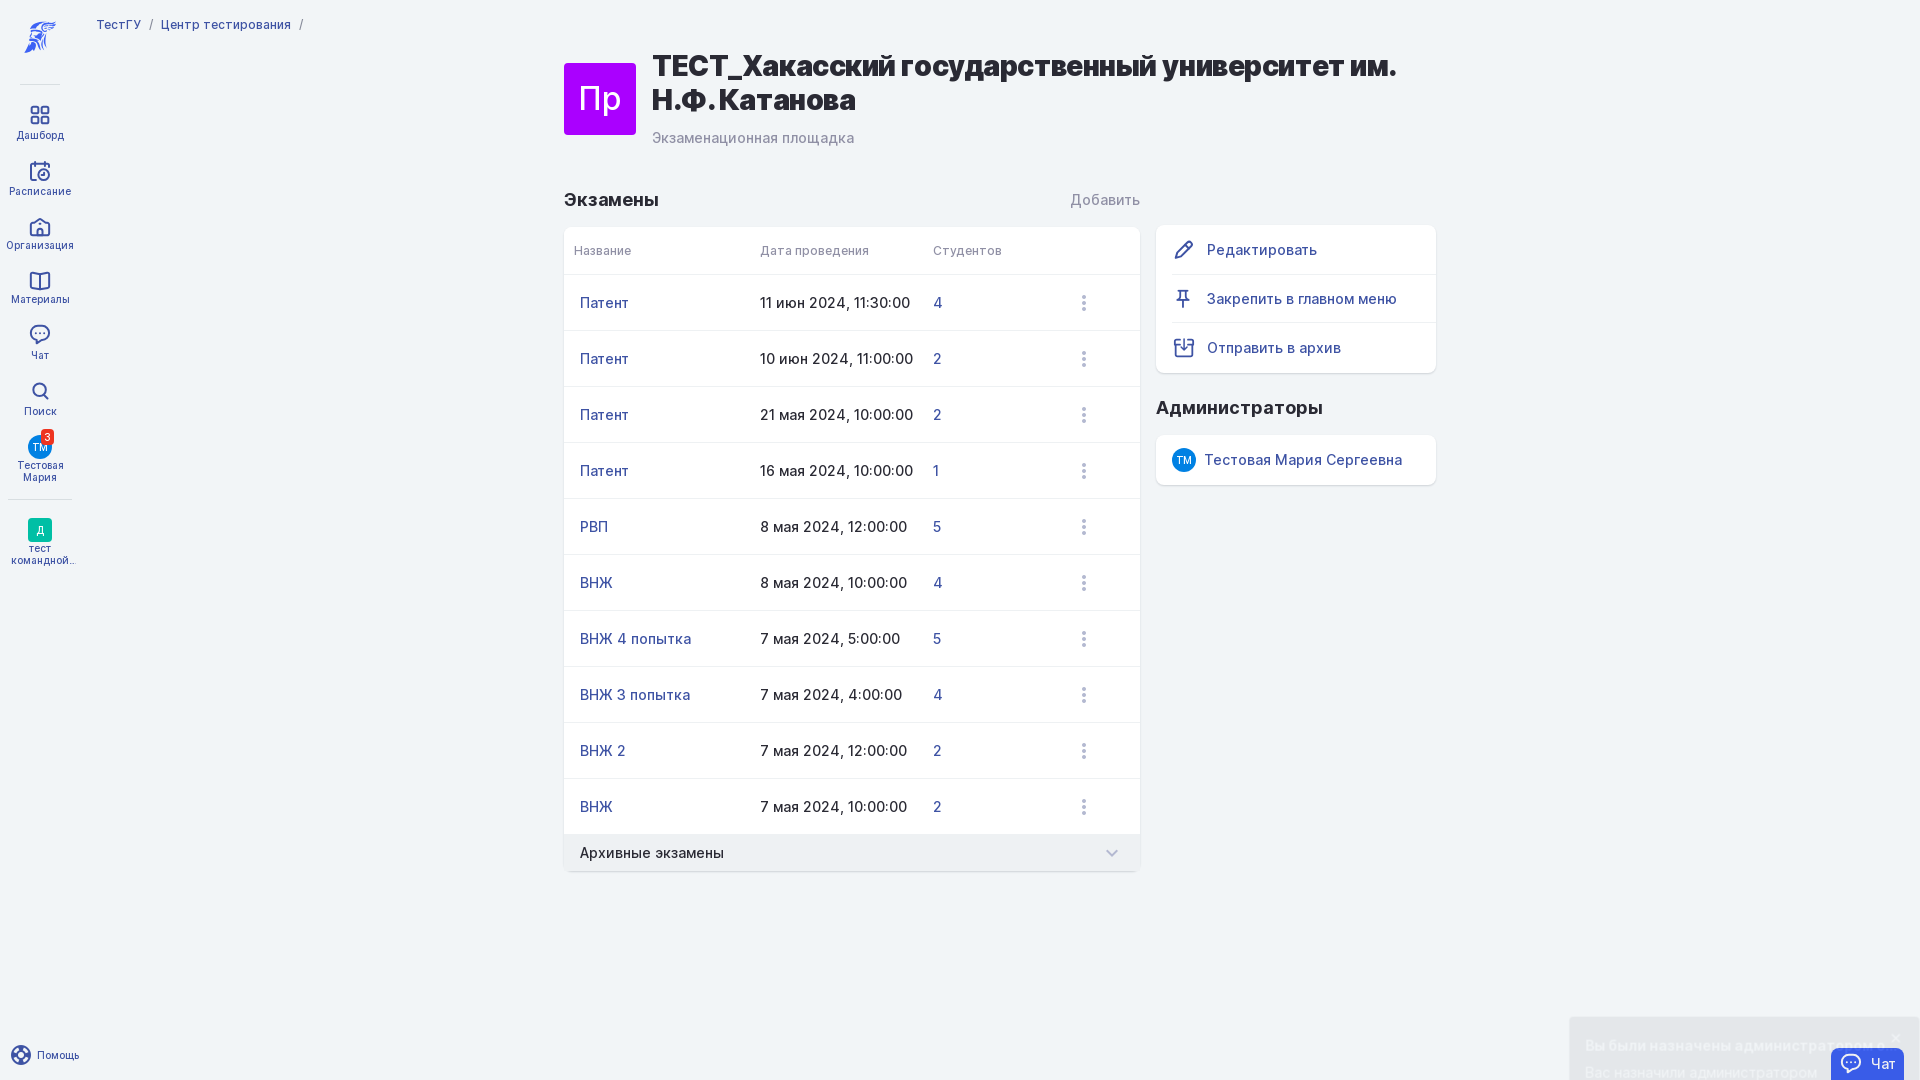 ТестГУ / Центр тестирования /
Дашборд
Расписание
Организация
Материалы
Чат
Поиск
ТМ 3
Тестовая
Мария
Д
тест
командной...
Помощь
Пр
ТЕСТ_Хакасский государственный университет им.
Н.Ф. Катанова
Экзаменационная площадка
Экзамены Добавить
Название Дата проведения Студентов
Патент 11 июн 2024, 11:30:00 4
Патент 10 июн 2024, 11:00:00 2
Патент 21 мая 2024, 10:00:00 2
Патент 16 мая 2024, 10:00:00 1
РВП 8 мая 2024, 12:00:00 5
ВНЖ 8 мая 2024, 10:00:00 4
ВНЖ 4 попытка 7 мая 2024, 5:00:00 5
ВНЖ 3 попытка 7 мая 2024, 4:00:00 4
ВНЖ 2 7 мая 2024, 12:00:00 2
ВНЖ 7 мая 2024, 10:00:00 2
Архивные экзамены
Редактировать
Закрепить в главном меню
Отправить в архив
Администраторы
ТМ Тестовая Мария Сергеевна
Вы были назначены администратором
Вас назначили администратором
Чат